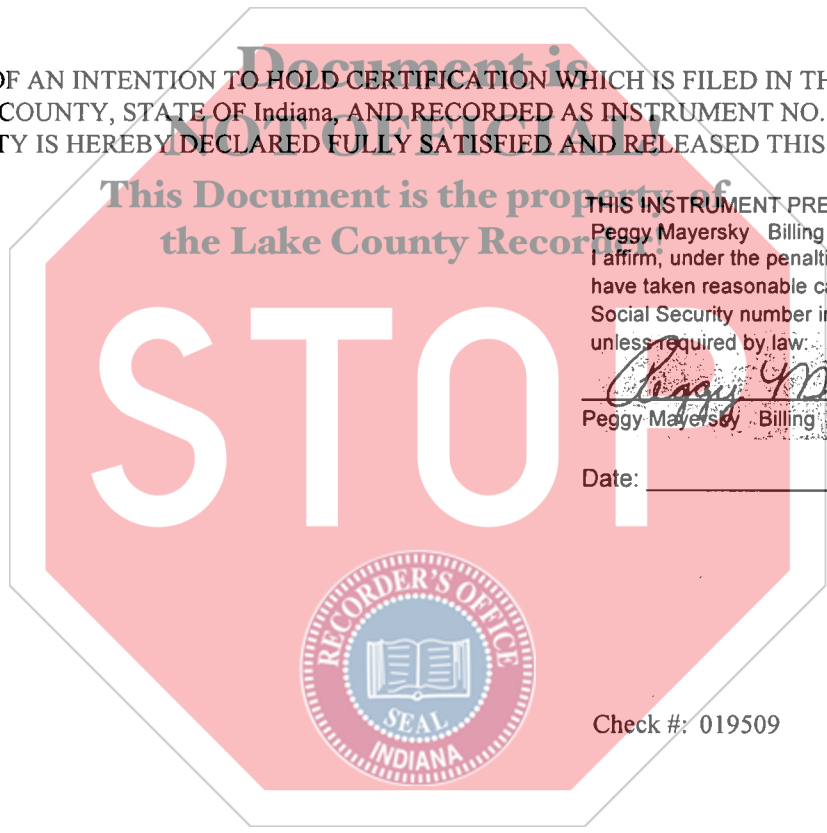 Document is
OF AN INTENTION TO HOLD CERTIFICATION WHICH IS FILED IN TH
COUNTY, STATE OF Indiana, AND RECORDED AS INSTRUMENT NO.
NOT OFFICIAL!
TY IS HEREBY DECLARED FULLY SATISFIED AND RELEASED THIS
This Document is the property of
the Lake County Recorder!
THIS INSTRUMENT PRE
Peggy Mayersky Billing
I affirm, under the penalti
have taken reasonable ca
Social Security number in
unless required by law:
Peggy M
Peggy Mayersky Billing
Date:
STOP
RECORDER'S OFFICE
SEAL
INDIANA
Check #: 019509